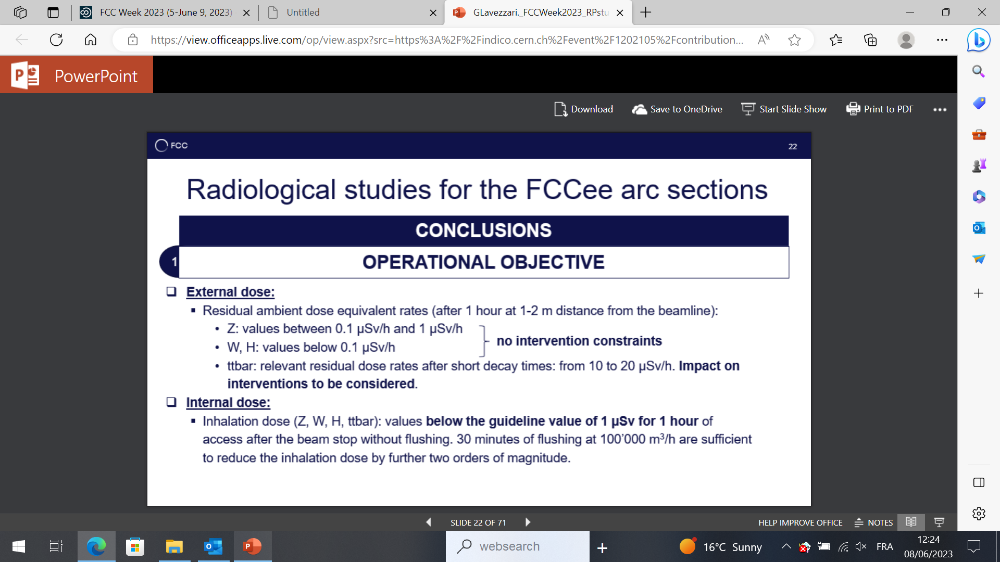 FCC Week 2023 (5-June 9, 2023)
Untitled
GLavezzari._FCCWeek2023_RPstu
https://view.officeapps.live.com/op/view.aspx?src=https%3A%2F%2Findico.cern.ch%2Fevent%2F1202105%2Fcontribution...
PowerPoint
Download
Save to OneDrive
Start Slide Show
Print to PDF
FCC
22
Radiological studies for the FCCee arc sections
CONCLUSIONS
1
OPERATIONAL OBJECTIVE
External dose:
Residual ambient dose equivalent rates (after 1 hour at 1-2 m distance from the beamline):
• Z: values between 0.1 µSv/h and 1 µSv/h
• W, H: values below 0.1 µSv/h
no intervention constraints
• ttbar: relevant residual dose rates after short decay times: from 10 to 20 µSv/h. Impact on
interventions to be considered.
Internal dose:
Inhalation dose (Z, W, H, ttbar): values below the guideline value of 1 µSv for 1 hour of
access after the beam stop without flushing. 30 minutes of flushing at 100’000 m³/h are sufficient
to reduce the inhalation dose by further two orders of magnitude.
SLIDE 22 OF 71
HELP IMPROVE OFFICE
NOTES
websearch
16°C Sunny
FRA
12:24
08/06/2023